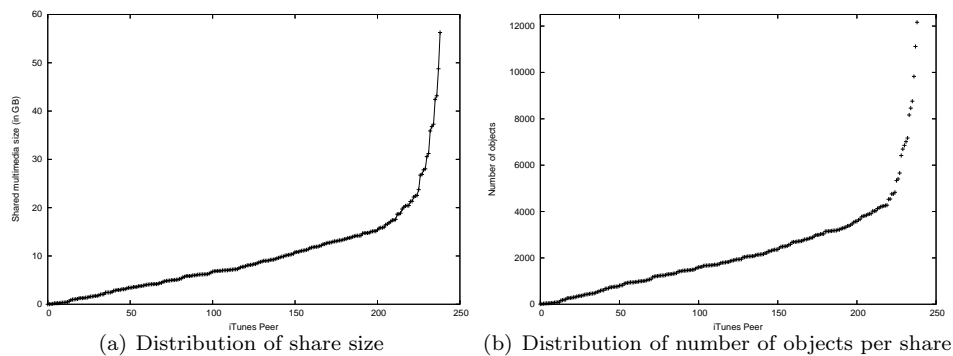 60
50
40
30
20
10
0
Shared multimedia size (in GB)
0 50 100 150 200 250
iTunes Peer
(a) Distribution of share size
12000
10000
8000
6000
4000
2000
0
Number of objects
0 50 100 150 200 250
iTunes Peer
(b) Distribution of number of objects per share